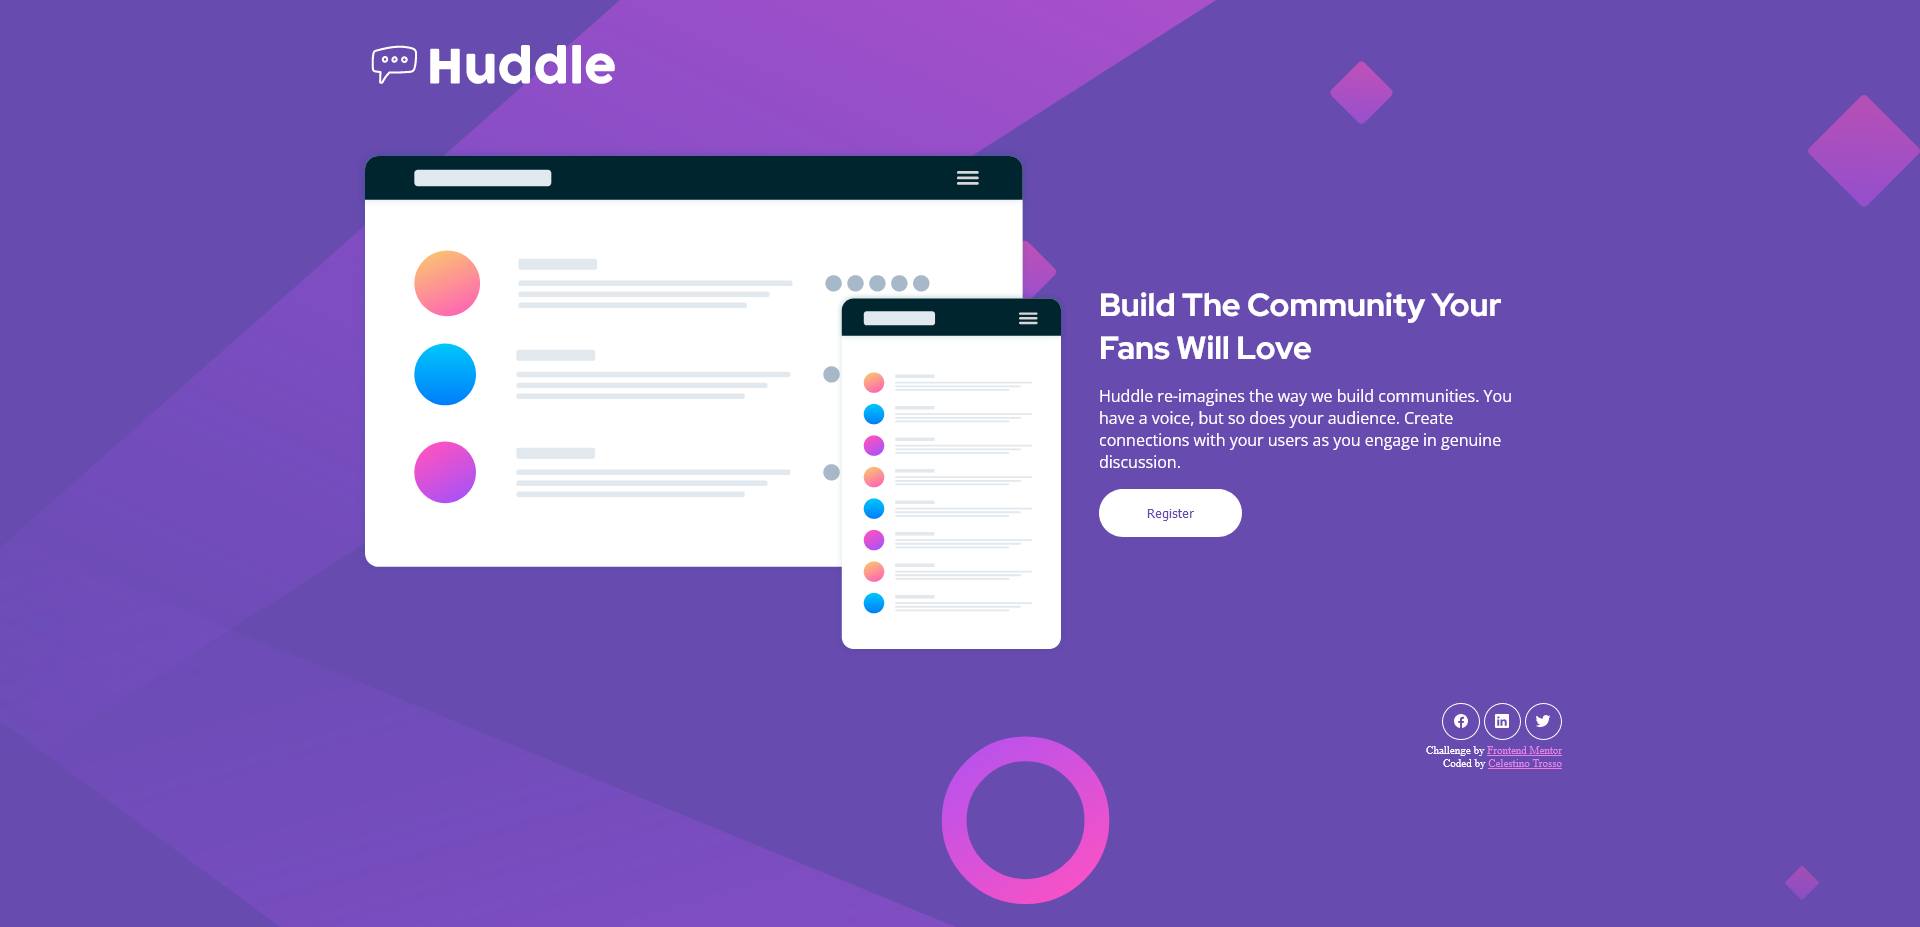 Huddle
Build The Community Your
Fans Will Love
Huddle re-imagines the way we build communities. You
have a voice, but so does your audience. Create
connections with your users as you engage in genuine
discussion.
Register
Challenge by Frontend Mentor
Coded by Celestino Trosso